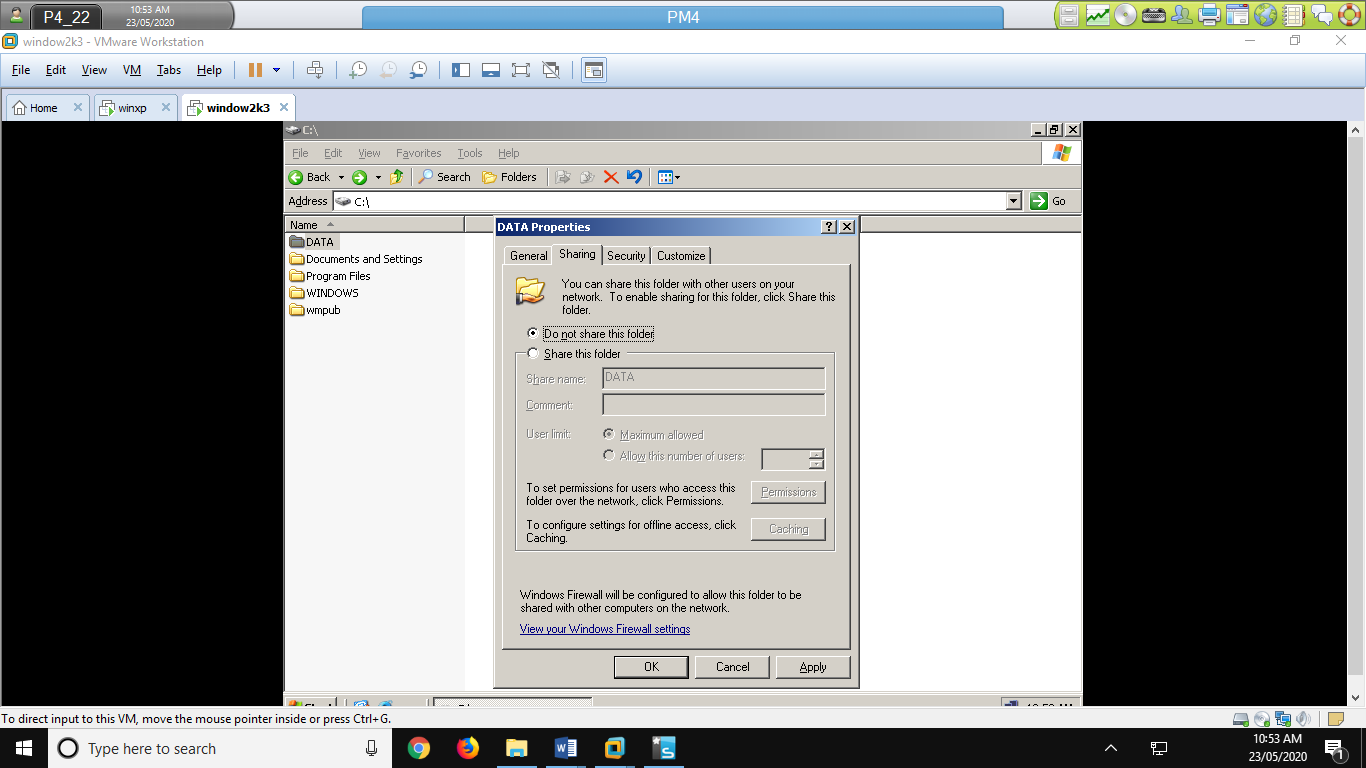 P4_22
10:53 AM
23/05/2020
PM4
window2k3 - VMware Workstation
File Edit View VM Tabs Help
Home winxp window2k3
C:\
File Edit View Favorites Tools Help
Back Search Folders
Address C:\ Go
Name
DATA
Documents and Settings
Program Files
WINDOWS
wmpub
DATA Properties
General Sharing Security Customize
You can share this folder with other users on your
network. To enable sharing for this folder, click Share this
folder.
Do not share this folder
Share this folder
Share name: DATA
Comment:
User limit: Maximum allowed
Allow this number of users:
To set permissions for users who access this
folder over the network, click Permissions.
Permissions
To configure settings for offline access, click
Caching.
Caching
Windows Firewall will be configured to allow this folder to be
shared with other computers on the network.
View your Windows Firewall settings
OK Cancel Apply
To direct input to this VM, move the mouse pointer inside or press Ctrl+G.
Type here to search
10:53 AM
23/05/2020
1